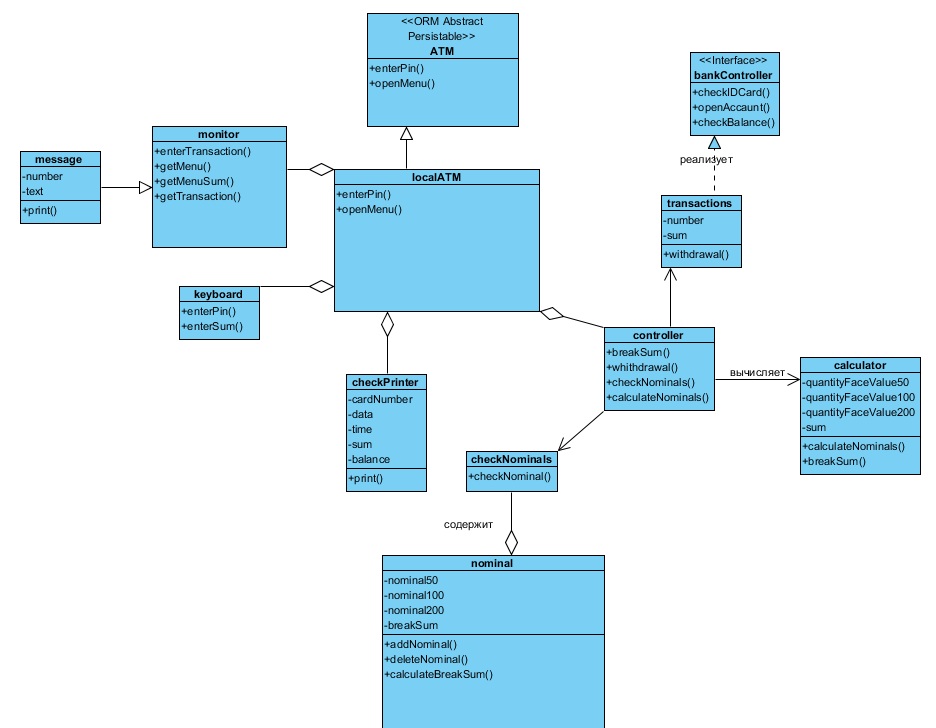 <<ORM Abstract
Persistable>>
ATM
+enterPin()
+openMenu()
<<Interface>>
bankController
+checkIDCard()
+openAccaunt()
+checkBalance()
реализует
monitor
+enterTransaction()
+getMenu()
+getMenuSum()
+getTransaction()
message
-number
-text
+print()
localATM
+enterPin()
+openMenu()
transactions
-number
-sum
+withdrawal()
keyboard
+enterPin()
+enterSum()
controller
+breakSum()
+whithdrawal()
+checkNominals()
+calculateNominals()
вычисляет
calculator
-quantityFaceValue50
-quantityFaceValue100
-quantityFaceValue200
-sum
+calculateNominals()
+breakSum()
checkPrinter
-cardNumber
-data
-time
-sum
-balance
+print()
checkNominals
+checkNominal()
содержит
nominal
-nominal50
-nominal100
-nominal200
-breakSum
+addNominal()
+deleteNominal()
+calculateBreakSum()